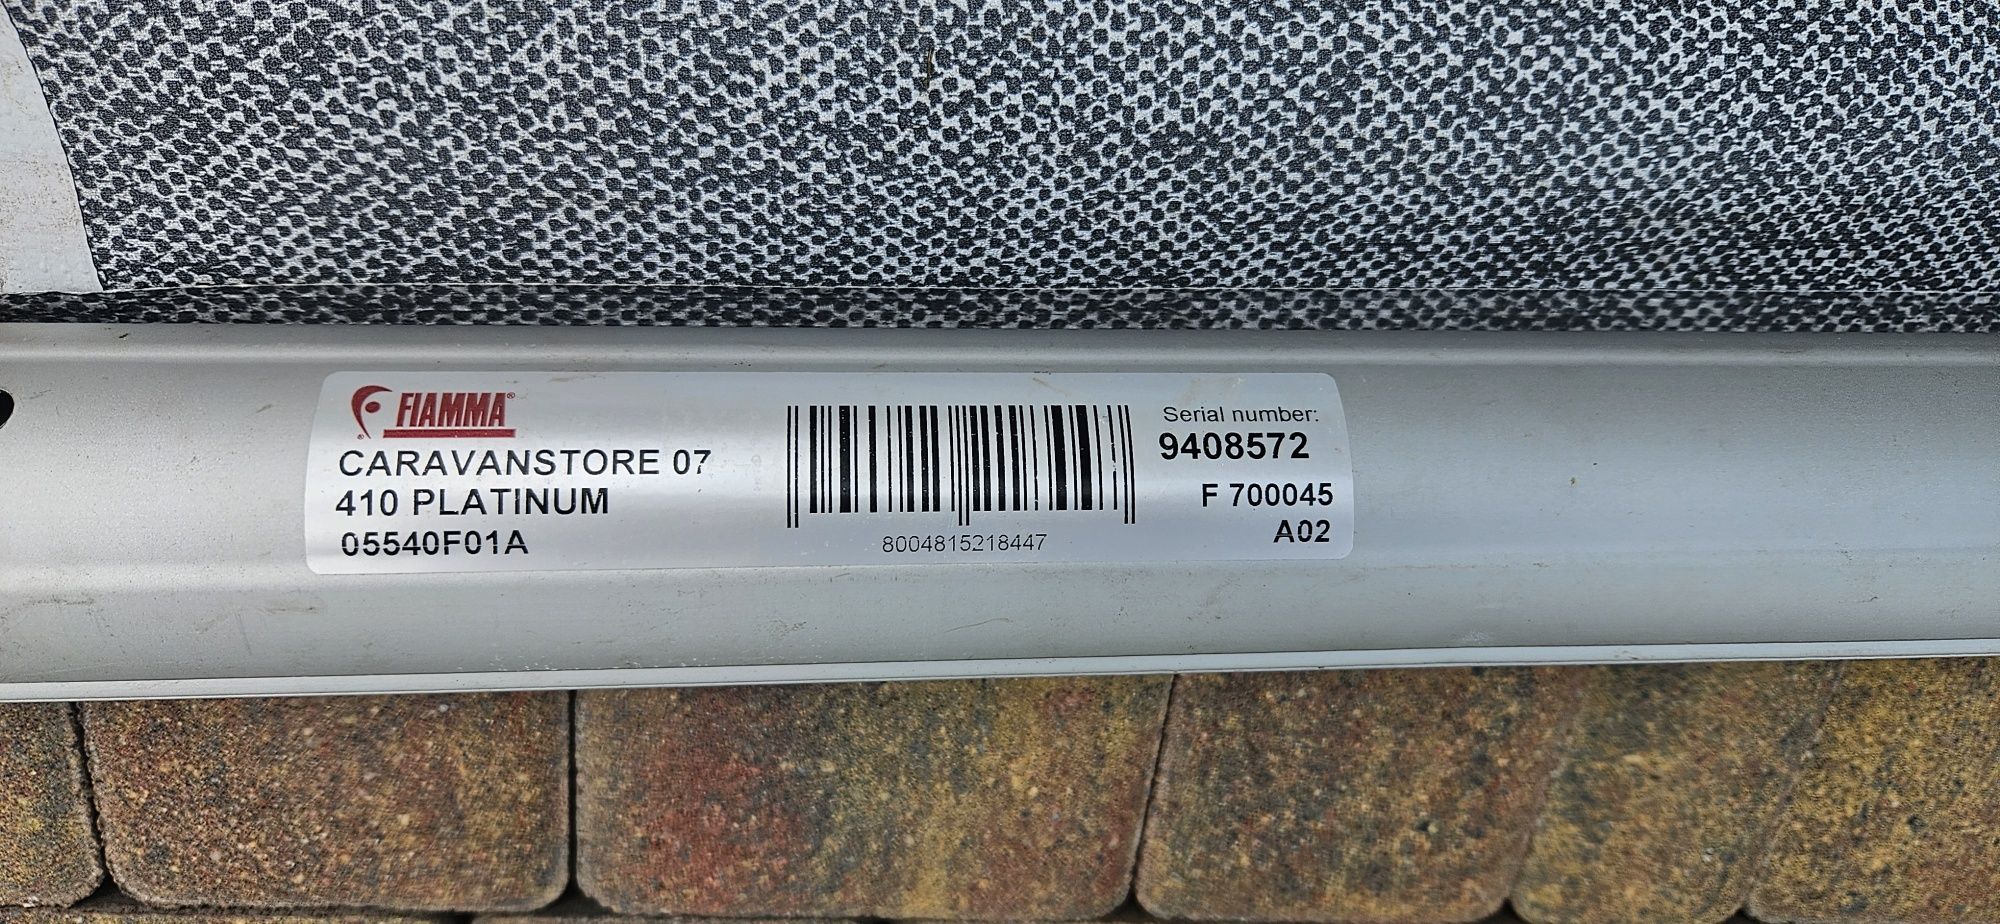 FIAMMA®
CARAVANSTORE 07
410 PLATINUM
05540F01A
8004815218447
Serial number:
9408572
F 700045
A02